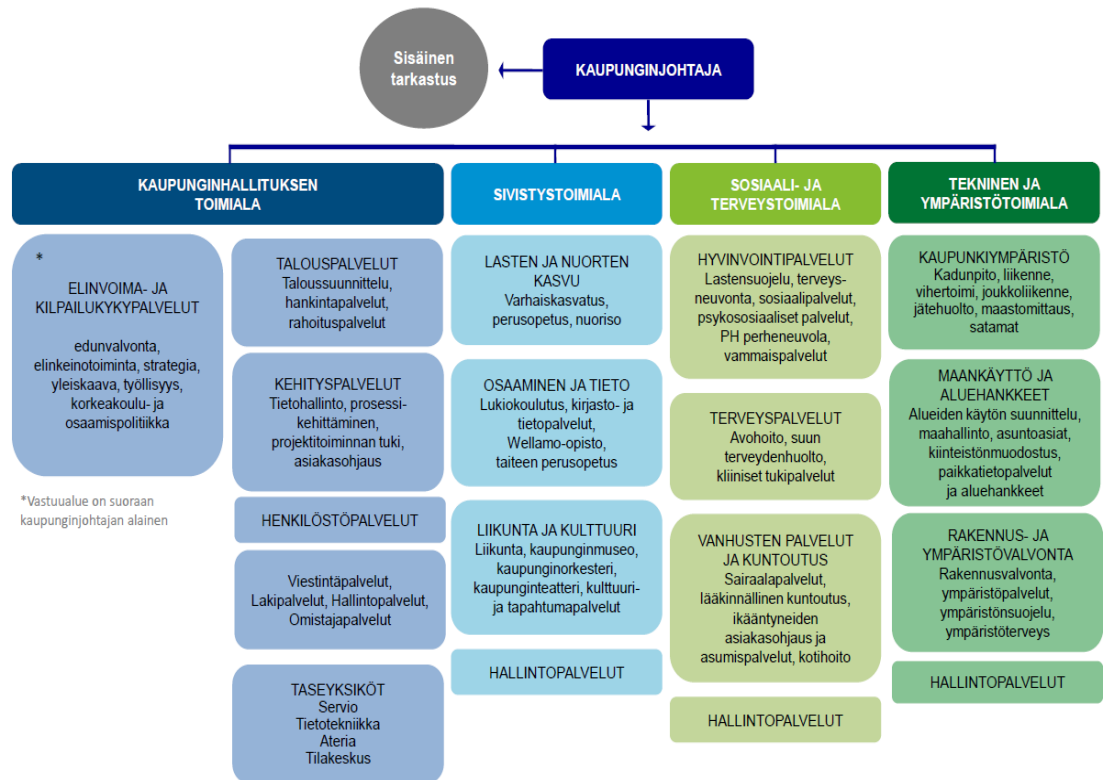 Sisäinen
tarkastus
KAUPUNGINJOHTAJA
KAUPUNGINHALLITUKSEN
TOIMIALA
*
ELINVOIMA- JA
KILPAILUKYKYPALVELUT
edunvalvonta,
elinkeinotoiminta, strategia,
yleiskaava, työllisyys,
korkeakoulu- ja
osaamispolitiikka
*Vastuualue on suoraan
kaupunginjohtajan alainen
TALOUSPALVELUT
Taloussuunnittelu,
hankintapalvelut,
rahoituspalvelut
KEHITYSPALVELUT
Tietohallinto, prosessi-
kehittäminen,
projektitoiminnan tuki,
asiakasohjaus
HENKILÖSTÖPALVELUT
Viestintäpalvelut,
Lakipalvelut, Hallintopalvelut,
Omistajapalvelut
TASEYKSIKÖT
Servio
Tietotekniikka
Ateria
Tilakeskus
SIVISTYSTOIMIALA
LASTEN JA NUORTEN
KASVU
Varhaiskasvatus,
perusopetus, nuoriso
OSAAMINEN JA TIETO
Lukiokoulutus, kirjasto- ja
tietopalvelut,
Wellamo-opisto,
taiteen perusopetus
LIIKUNTA JA KULTTUURI
Liikunta, kaupunginmuseo,
kaupunginorkesteri,
kaupunginteatteri, kulttuuri-
ja tapahtumapalvelut
HALLINTOPALVELUT
SOSIAALI- JA
TERVEYSTOIMIALA
HYVINVOINTIPALVELUT
Lastensuojelu, terveys-
neuvonta, sosiaalipalvelut,
psykososiaaliset palvelut,
PH perheneuvola,
vammaispalvelut
TERVEYSPALVELUT
Avohoito, suun
terveydenhuolto,
kliiniset tukipalvelut
VANHUSTEN PALVELUT
JA KUNTOUTUS
Sairaalapalvelut,
lääkinnällinen kuntoutus,
ikääntyneiden
asiakasohjaus ja
asumispalvelut, kotihoito
HALLINTOPALVELUT
TEKNINEN JA
YMPÄRISTÖTOIMIALA
KAUPUNKIYMPÄRISTÖ
Kadunpito, liikenne,
vihertoimi, joukkoliikenne,
jätehuolto, maastomittaus,
satamat
MAANKÄYTTÖ JA
ALUEHANKKEET
Alueiden käytön suunnittelu,
maahallinto, asuntoasiat,
kiinteistönmuodostus,
paikkatietopalvelut
ja aluehankkeet
RAKENNUS- JA
YMPÄRISTÖVALVONTA
Rakennusvalvonta,
ympäristöpalvelut,
ympäristönsuojelu,
ympäristöterveys
HALLINTOPALVELUT